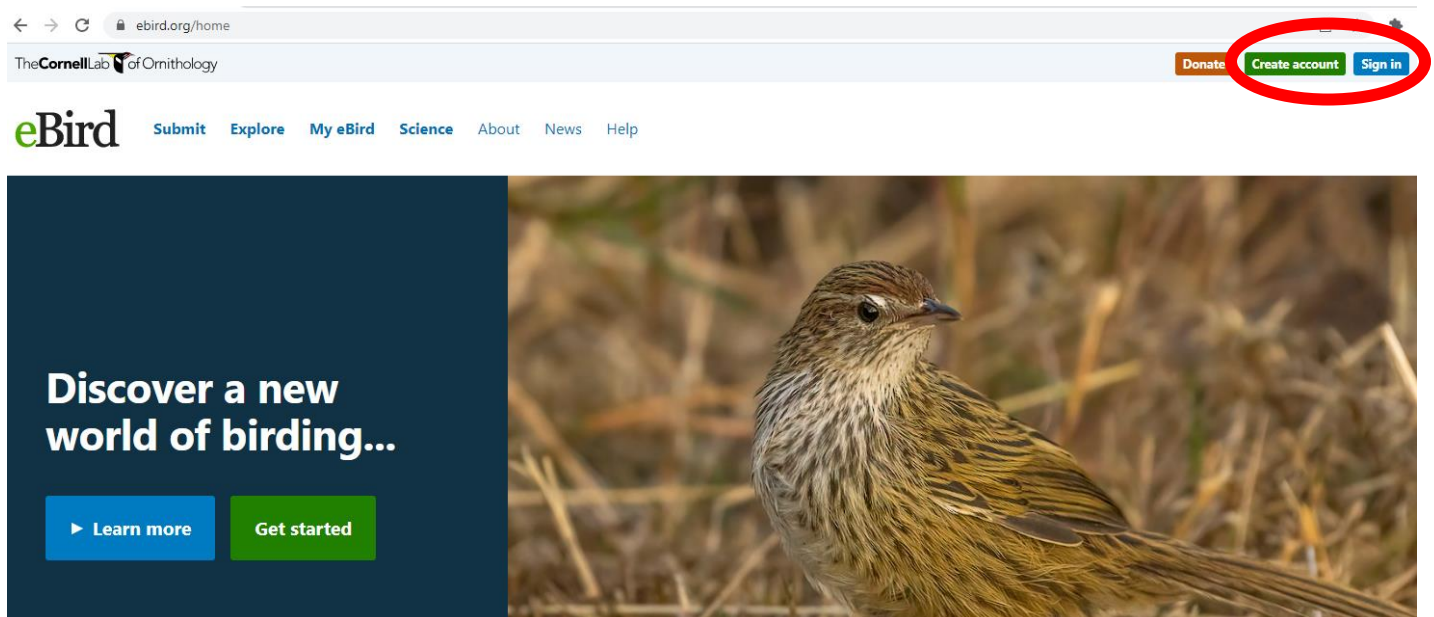 ebird.org/home
TheCornellLab of Ornithology
Donate Create account Sign in
eBird Submit Explore My eBird Science About News Help
Discover a new
world of birding...
Learn more Get started